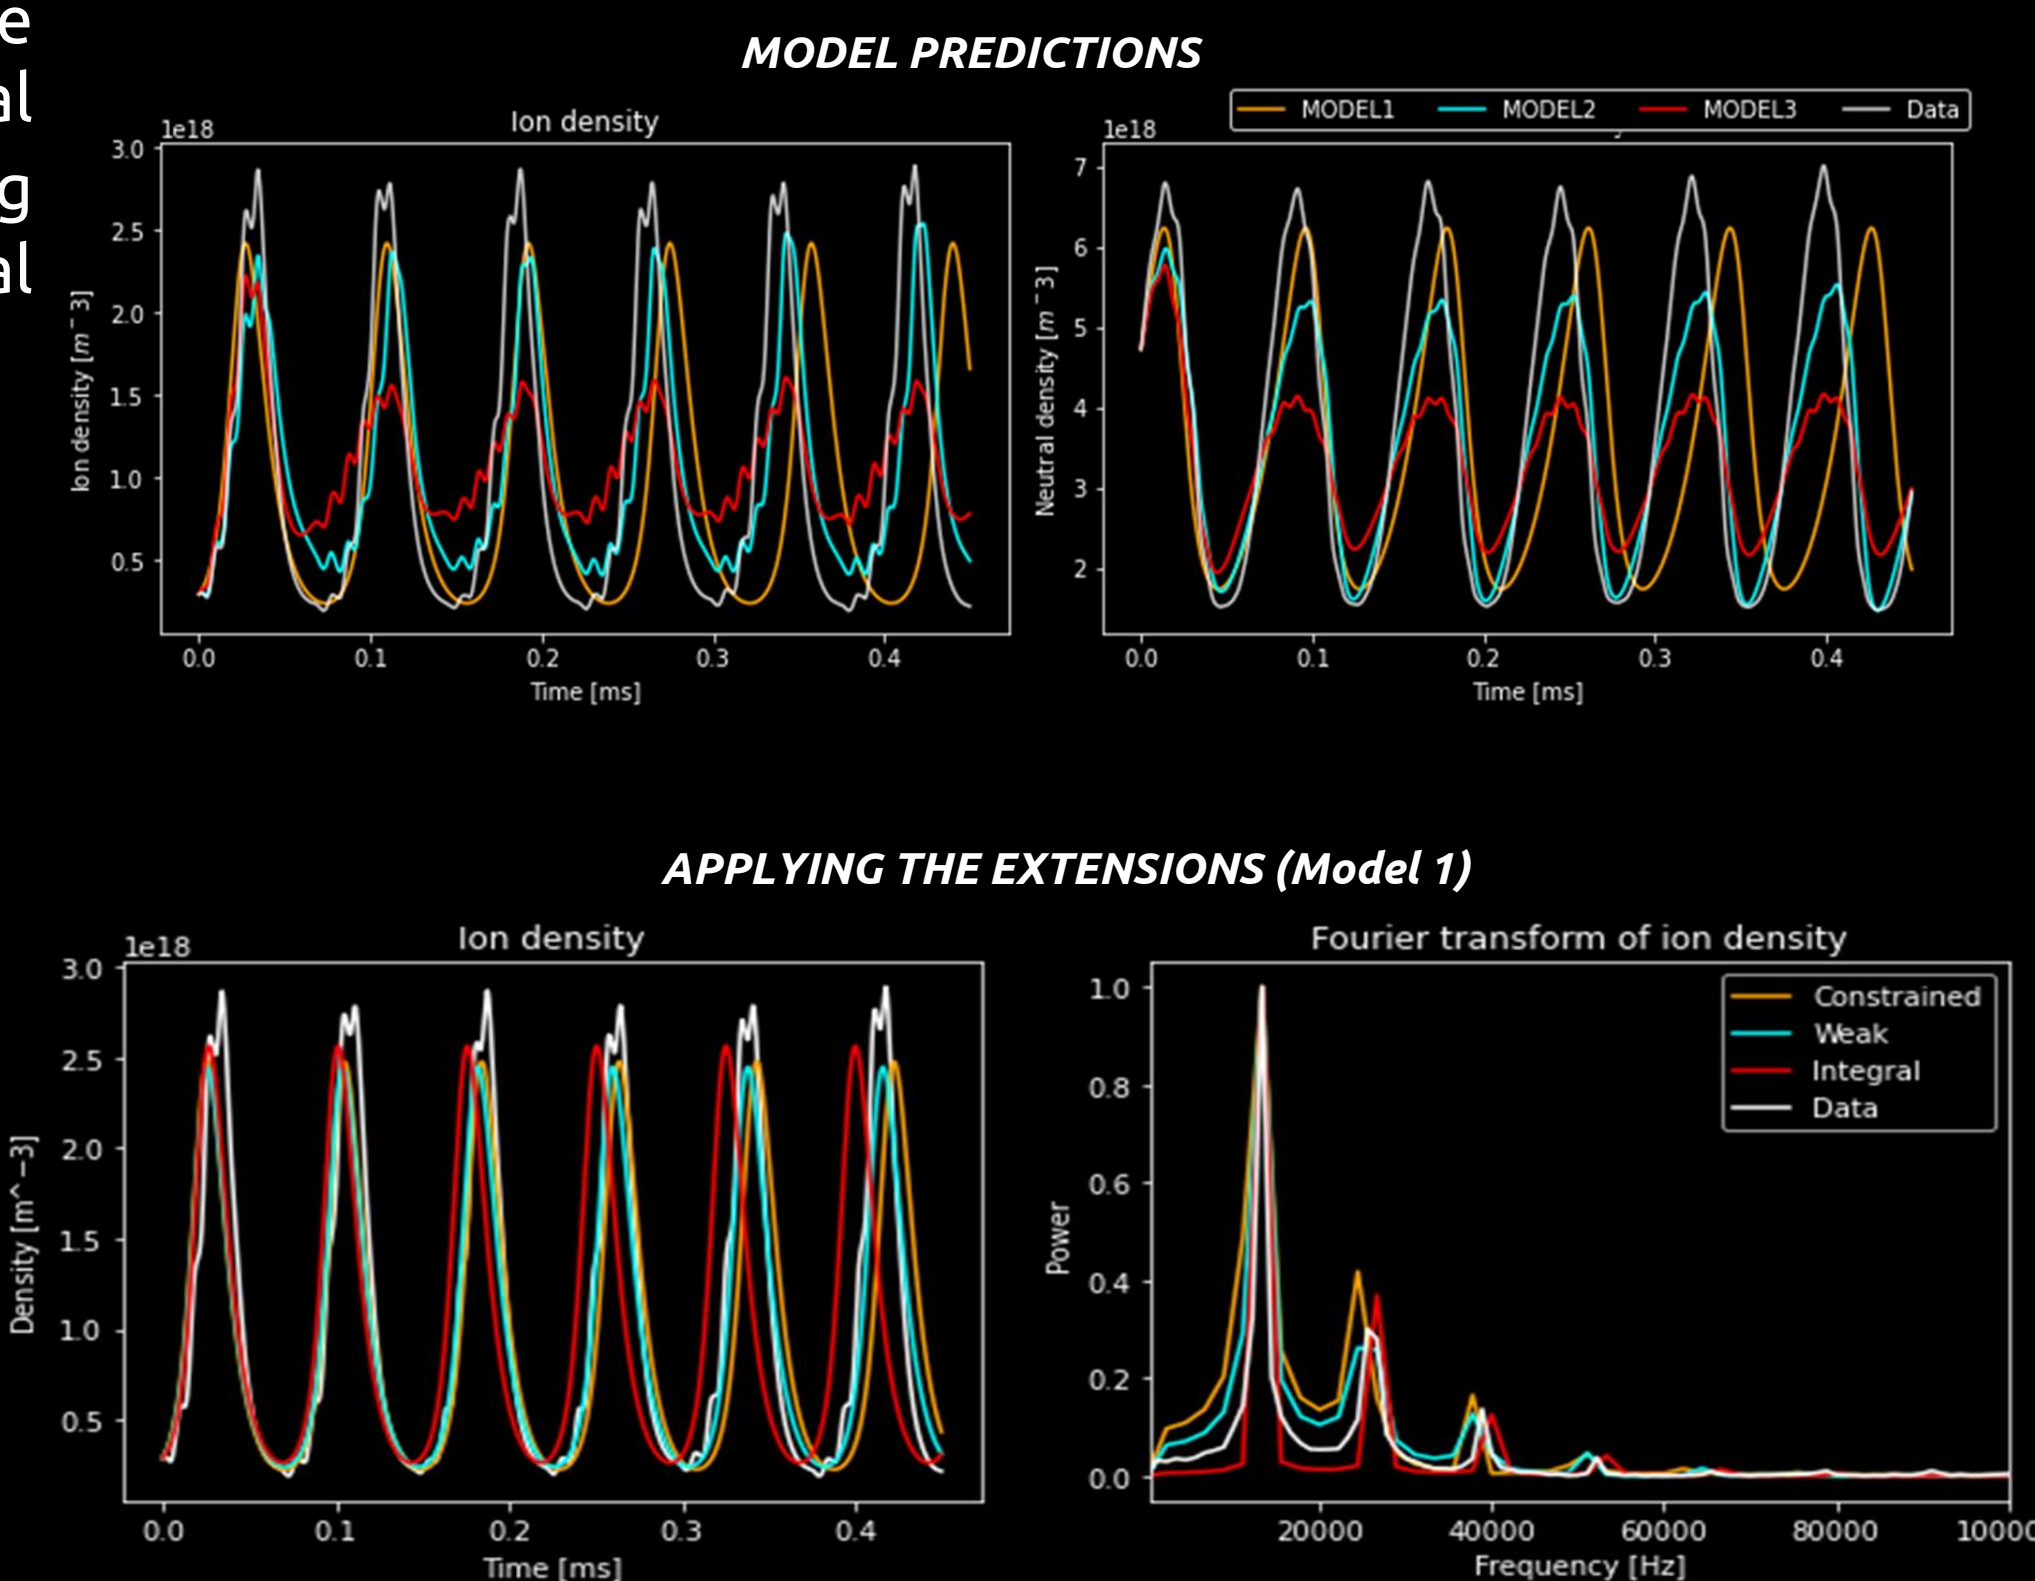 e
al
g
al
MODEL PREDICTIONS
MODEL1 MODEL2 MODEL3 Data
Ion density
1e18
3.0
2.5
2.0
1.5
1.0
0.5
Ion density [m⁻3]
0.0 0.1 0.2 0.3 0.4
Time [ms]
1e18
7
6
5
4
3
2
Neutral density [m⁻3]
0.0 0.1 0.2 0.3 0.4
Time [ms]
APPLYING THE EXTENSIONS (Model 1)
Ion density
1e18
3.0
2.5
2.0
1.5
1.0
0.5
Density [m^−3]
0.0 0.1 0.2 0.3 0.4
Time [ms]
Fourier transform of ion density
Constrained
Weak
Integral
Data
1.0
0.8
0.6
0.4
0.2
0.0
Power
20000 40000 60000 80000 10000
Frequency [Hz]